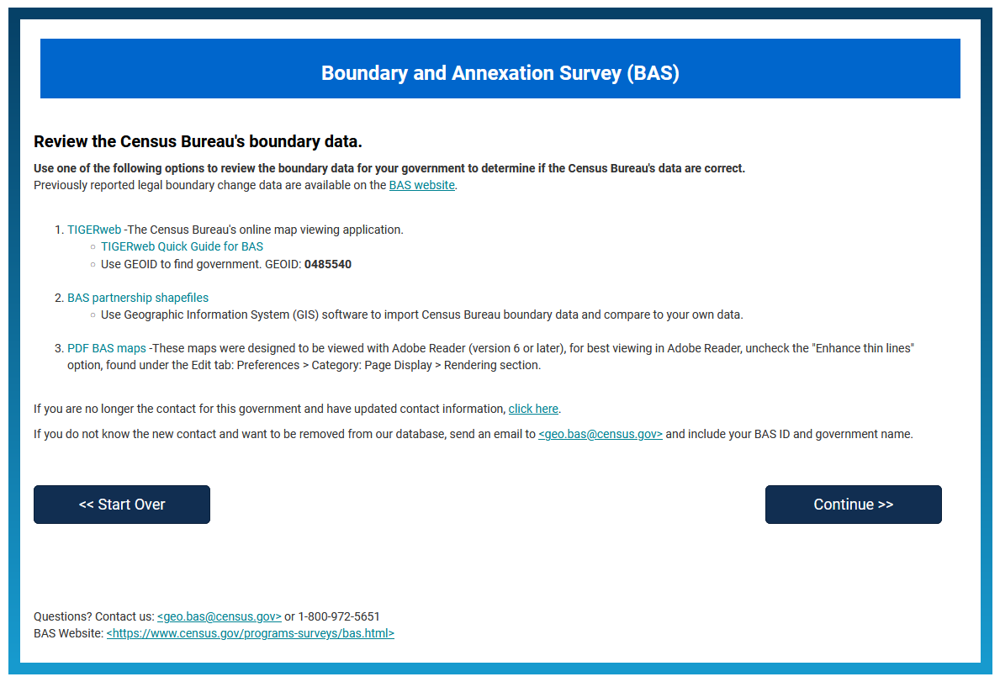 Boundary and Annexation Survey (BAS)
Review the Census Bureau's boundary data.
Use one of the following options to review the boundary data for your government to determine if the Census Bureau's data are correct.
Previously reported legal boundary change data are available on the BAS website.
1. TIGERweb -The Census Bureau's online map viewing application.
◦ TIGERweb Quick Guide for BAS
◦ Use GEOID to find government. GEOID: 0485540
2. BAS partnership shapefiles
◦ Use Geographic Information System (GIS) software to import Census Bureau boundary data and compare to your own data.
3. PDF BAS maps -These maps were designed to be viewed with Adobe Reader (version 6 or later), for best viewing in Adobe Reader, uncheck the "Enhance thin lines"
option, found under the Edit tab: Preferences > Category: Page Display > Rendering section.
If you are no longer the contact for this government and have updated contact information, click here.
If you do not know the new contact and want to be removed from our database, send an email to <geo.bas@census.gov> and include your BAS ID and government name.
<< Start Over
Continue >>
Questions? Contact us: <geo.bas@census.gov> or 1-800-972-5651
BAS Website: <https://www.census.gov/programs-surveys/bas.html>